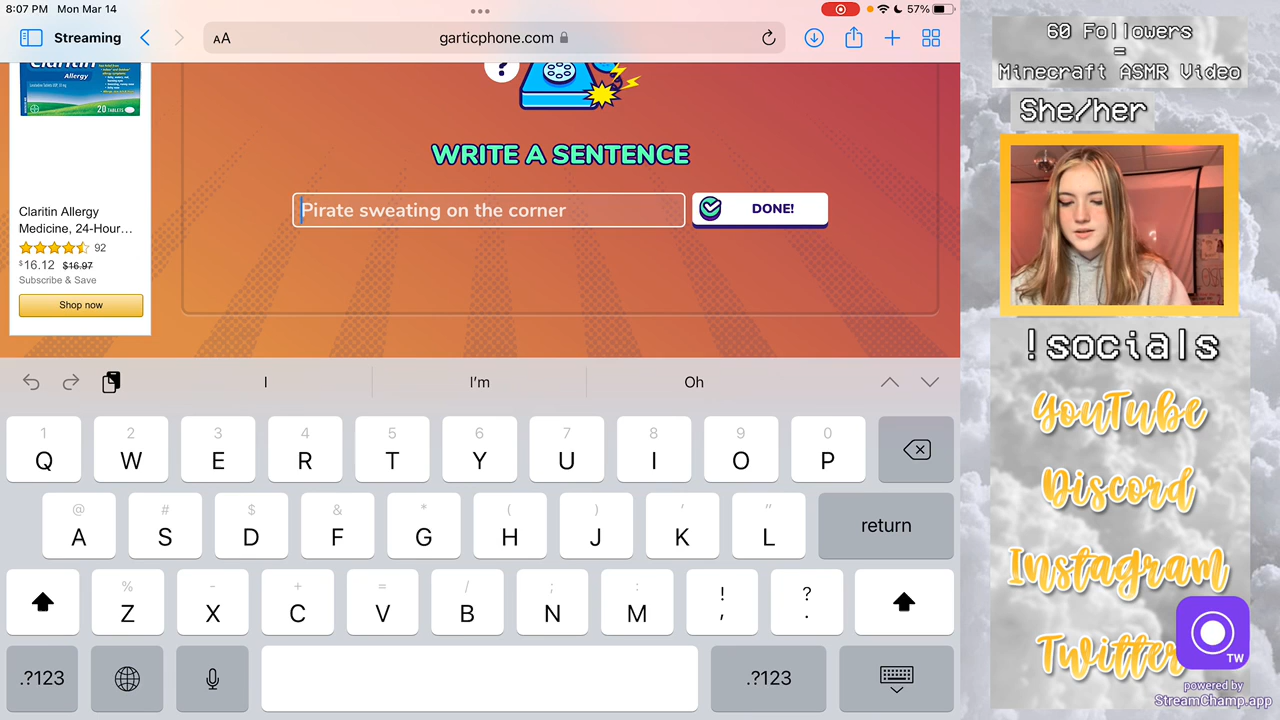 8:07 PM Mon Mar 14
57%
Streaming
AA
garticphone.com
60 Followers
=
Minecraft ASMR Video
She/her
Claritin
Allergy
20 TABLETS
?
WRITE A SENTENCE
Pirate sweating on the corner
DONE!
Claritin Allergy
Medicine, 24-Hour…
92
$16.12 $16.97
Subscribe & Save
Shop now
!socials
YouTube
Discord
Instagram
Twitter
I I'm Oh
1 2 3 4 5 6 7 8 9 0
Q W E R T Y U I O P
@ # $ & * ( ) ' "
A S D F G H J K L return
% - + = / ; : ! ?
Z X C V B N M , .
.?123 .?123
TW
powered by
StreamChamp.app